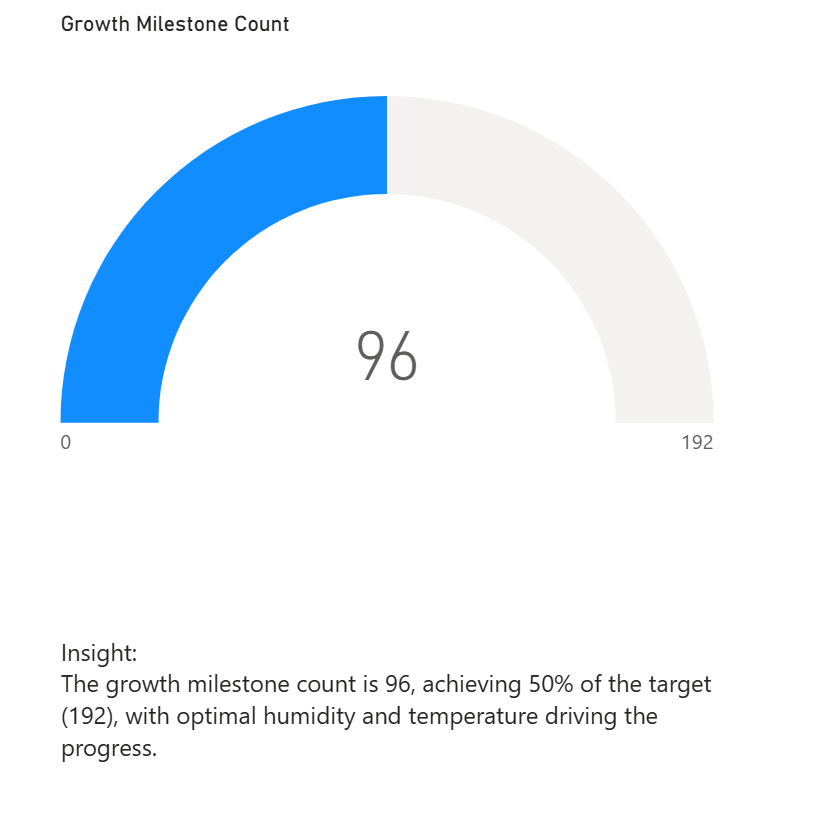 Growth Milestone Count
96
0
192
Insight:
The growth milestone count is 96, achieving 50% of the target
(192), with optimal humidity and temperature driving the
progress.